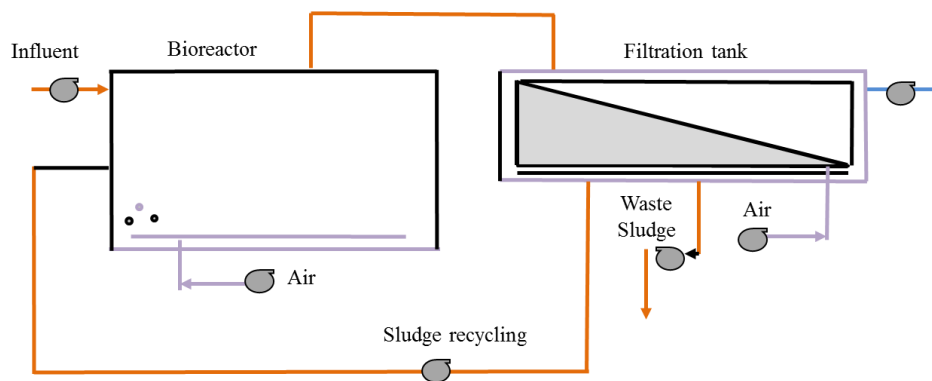 Influent
Bioreactor
Filtration tank
Waste
Sludge
Air
Air
Sludge recycling